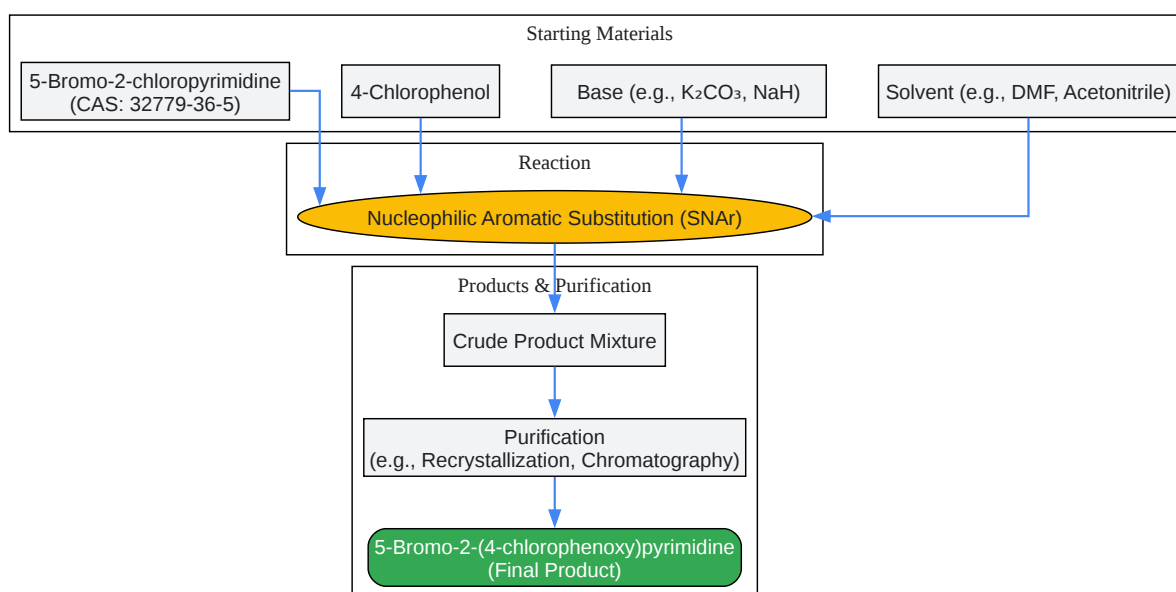 Starting Materials
5-Bromo-2-chloropyrimidine
(CAS: 32779-36-5)
4-Chlorophenol
Base (e.g., K₂CO₃, NaH)
Solvent (e.g., DMF, Acetonitrile)
Reaction
Nucleophilic Aromatic Substitution (SNAr)
Products & Purification
Crude Product Mixture
Purification
(e.g., Recrystallization, Chromatography)
5-Bromo-2-(4-chlorophenoxy)pyrimidine
(Final Product)